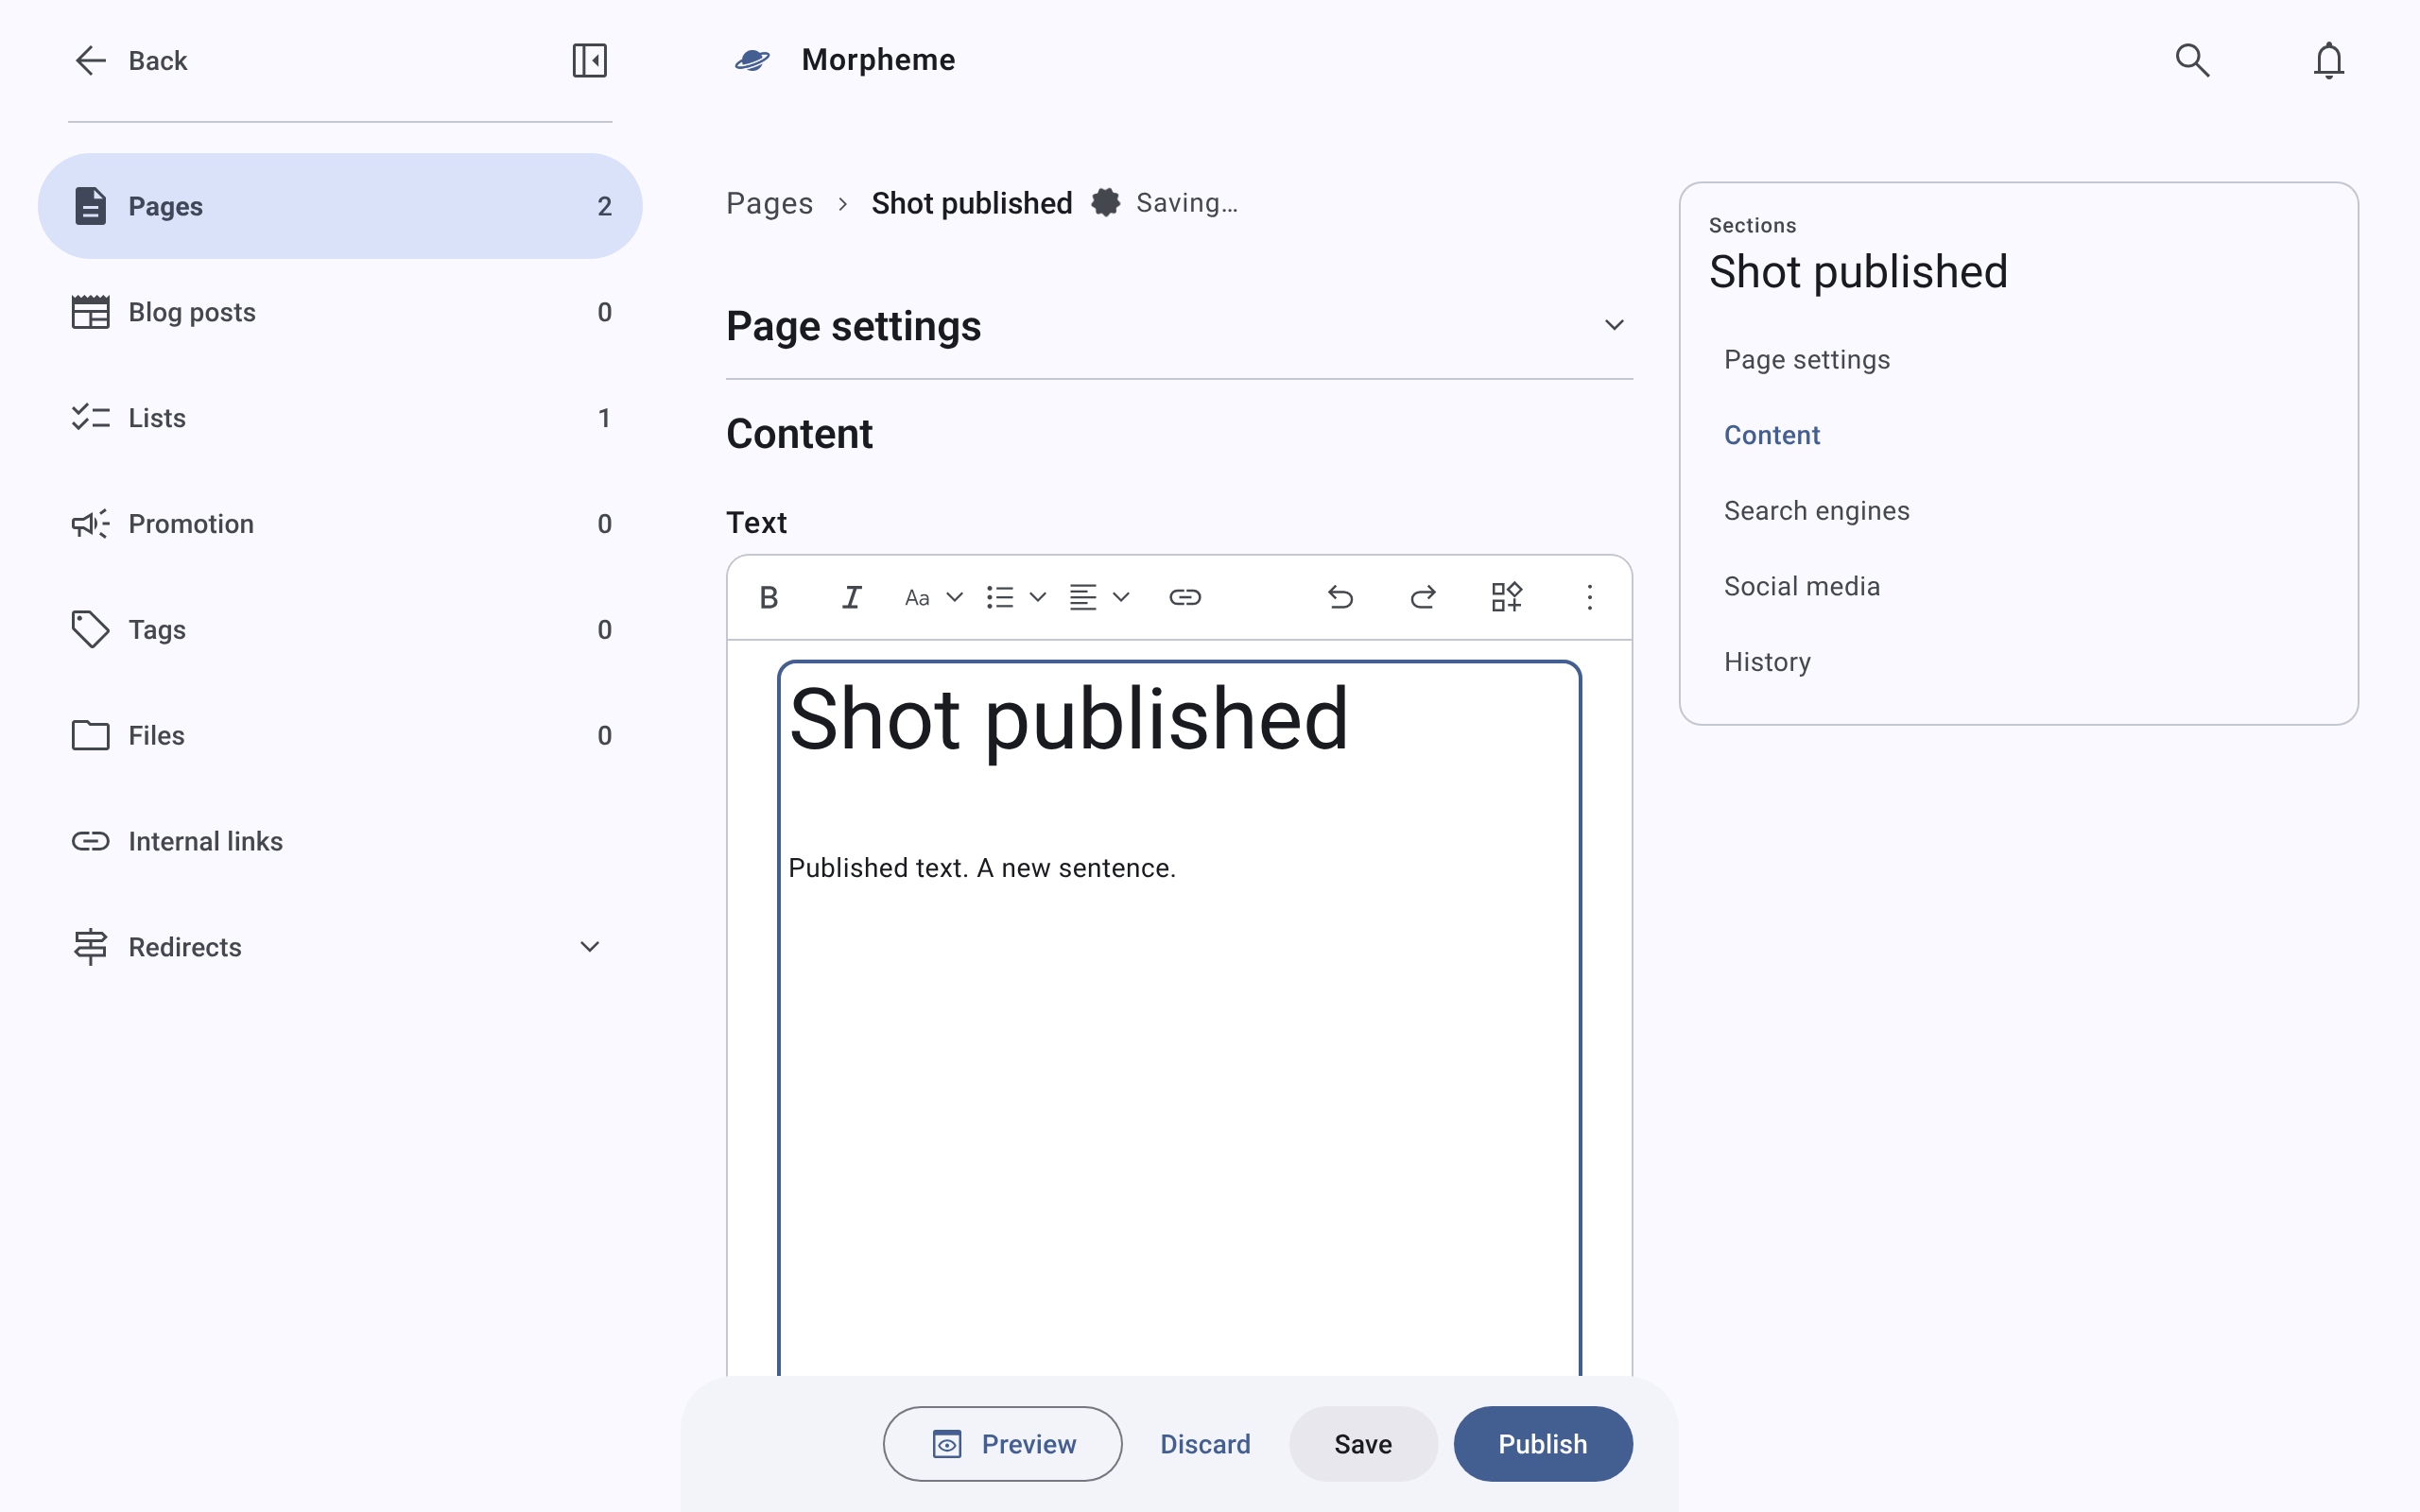 Back
Pages 2
Blog posts 0
Lists 1
Promotion 0
Tags 0
Files 0
Internal links
Redirects
Morpheme
Pages › Shot published Saving…
Page settings
Content
Text
B I Aa
Shot published
Published text. A new sentence.
Preview Discard Save Publish
Sections
Shot published
Page settings
Content
Search engines
Social media
History